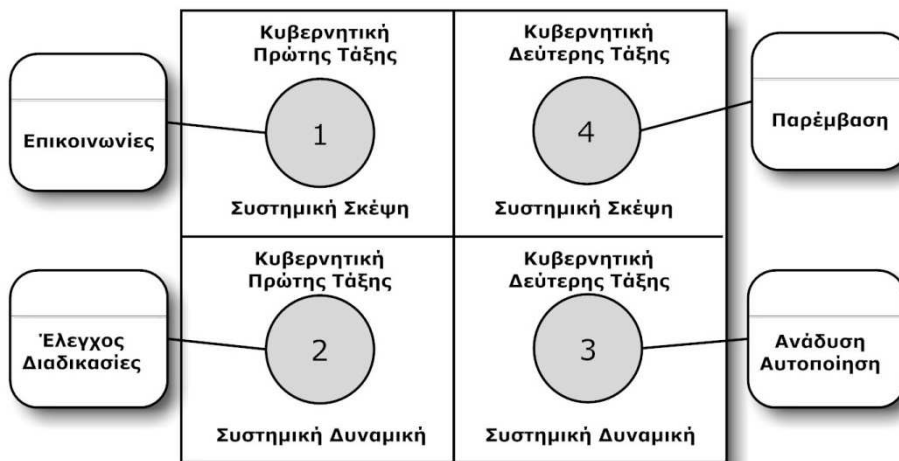 Κυβερνητική
Πρώτης Τάξης
Κυβερνητική
Δεύτερης Τάξης
Επικοινωνίες
1
4
Παρέμβαση
Συστημική Σκέψη
Συστημική Σκέψη
Κυβερνητική
Πρώτης Τάξης
Κυβερνητική
Δεύτερης Τάξης
Έλεγχος
Διαδικασίες
2
3
Ανάδυση
Αυτοποίηση
Συστημική Δυναμική
Συστημική Δυναμική